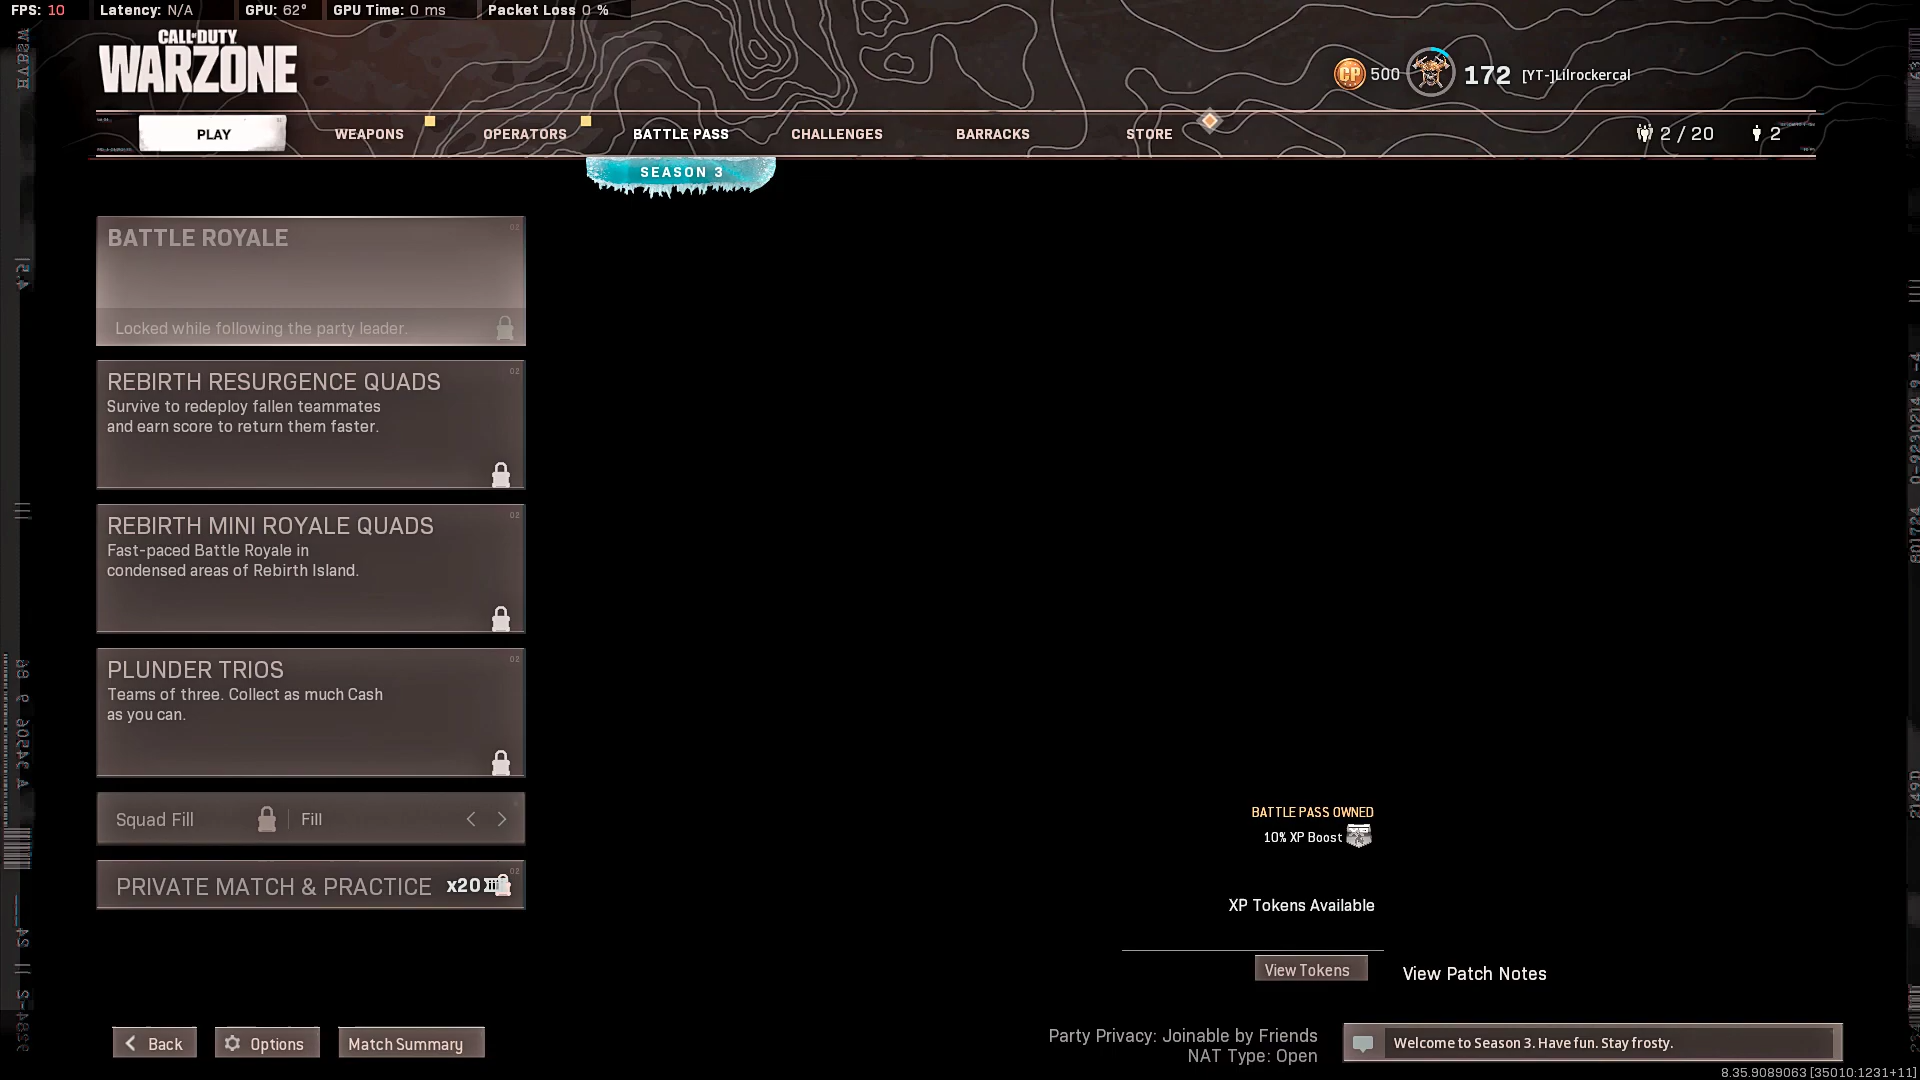 FPS: 10 Latency: N/A GPU: 62° GPU Time: 0 ms Packet Loss 0 %
CALL OF DUTY
WARZONE
CP 500 172 [YT-]Lilrockercal
PLAY WEAPONS OPERATORS BATTLE PASS CHALLENGES BARRACKS STORE 2 / 20 2
SEASON 3
BATTLE ROYALE 02
Locked while following the party leader.
REBIRTH RESURGENCE QUADS 02
Survive to redeploy fallen teammates
and earn score to return them faster.
REBIRTH MINI ROYALE QUADS 02
Fast-paced Battle Royale in
condensed areas of Rebirth Island.
PLUNDER TRIOS 02
Teams of three. Collect as much Cash
as you can.
Squad Fill Fill
PRIVATE MATCH & PRACTICE x20 02
BATTLE PASS OWNED
10% XP Boost
XP Tokens Available
View Tokens
View Patch Notes
Back Options Match Summary
Party Privacy: Joinable by Friends
NAT Type: Open
Welcome to Season 3. Have fun. Stay frosty.
8.35.9089063 [35010:1231+11]